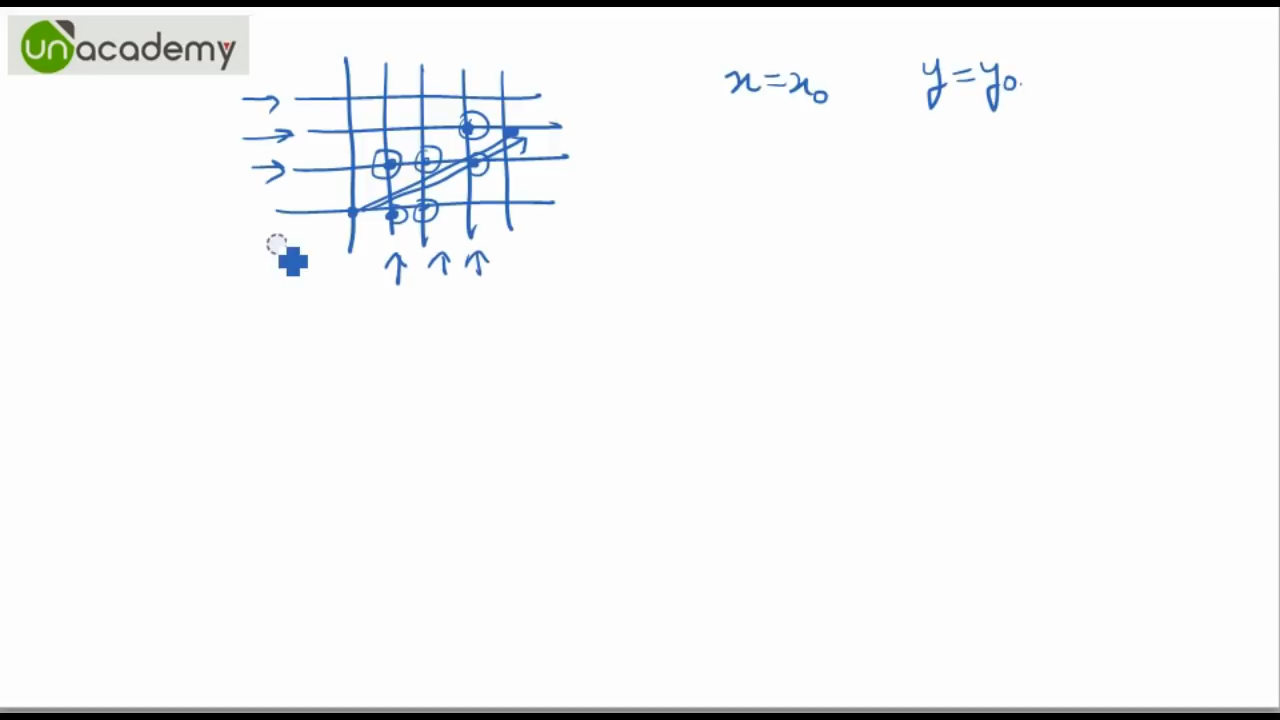 unacademy
x = x₀ y = y₀.